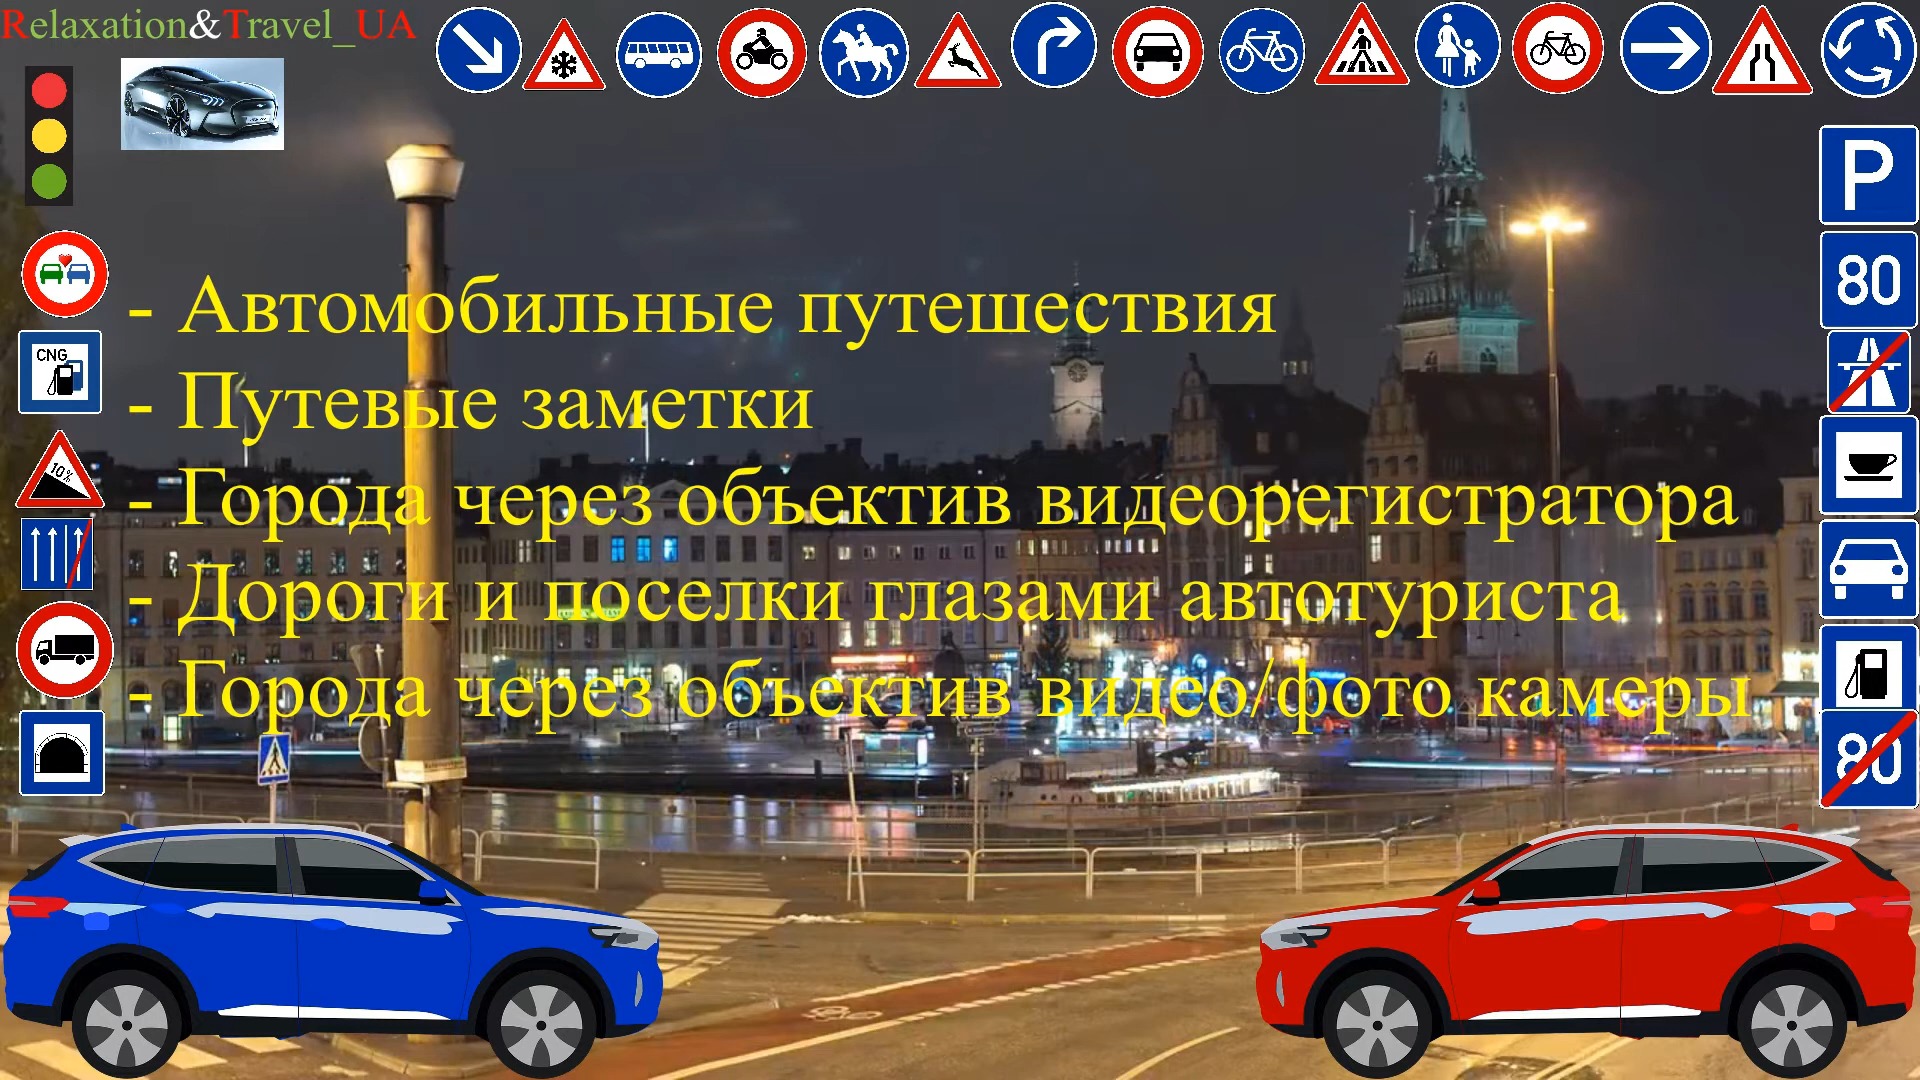 Relaxation&Travel_UA
P
80
CNG
- Автомобильные путешествия
- Путевые заметки
10%
- Города через объектив видеорегистратора
- Дороги и поселки глазами автотуриста
- Города через объектив видео/фото камеры
80